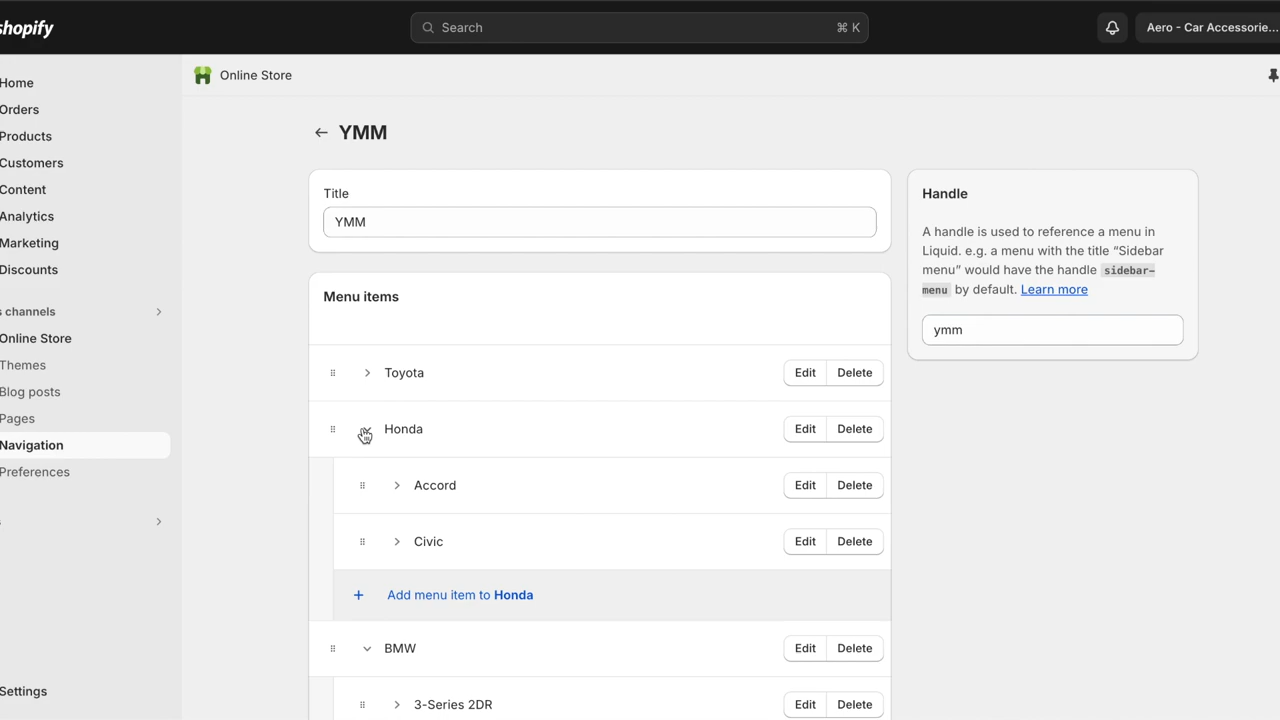 shopify
Search
⌘ K
Aero - Car Accessorie...
Home
Orders
Products
Customers
Content
Analytics
Marketing
Discounts
s channels
Online Store
Themes
Blog posts
Pages
Navigation
Preferences
s
Settings
Online Store
YMM
Title
YMM
Menu items
Toyota
Edit
Delete
Honda
Edit
Delete
Accord
Edit
Delete
Civic
Edit
Delete
+ Add menu item to Honda
BMW
Edit
Delete
3-Series 2DR
Edit
Delete
Handle
A handle is used to reference a menu in
Liquid. e.g. a menu with the title “Sidebar
menu” would have the handle sidebar-
menu by default. Learn more
ymm